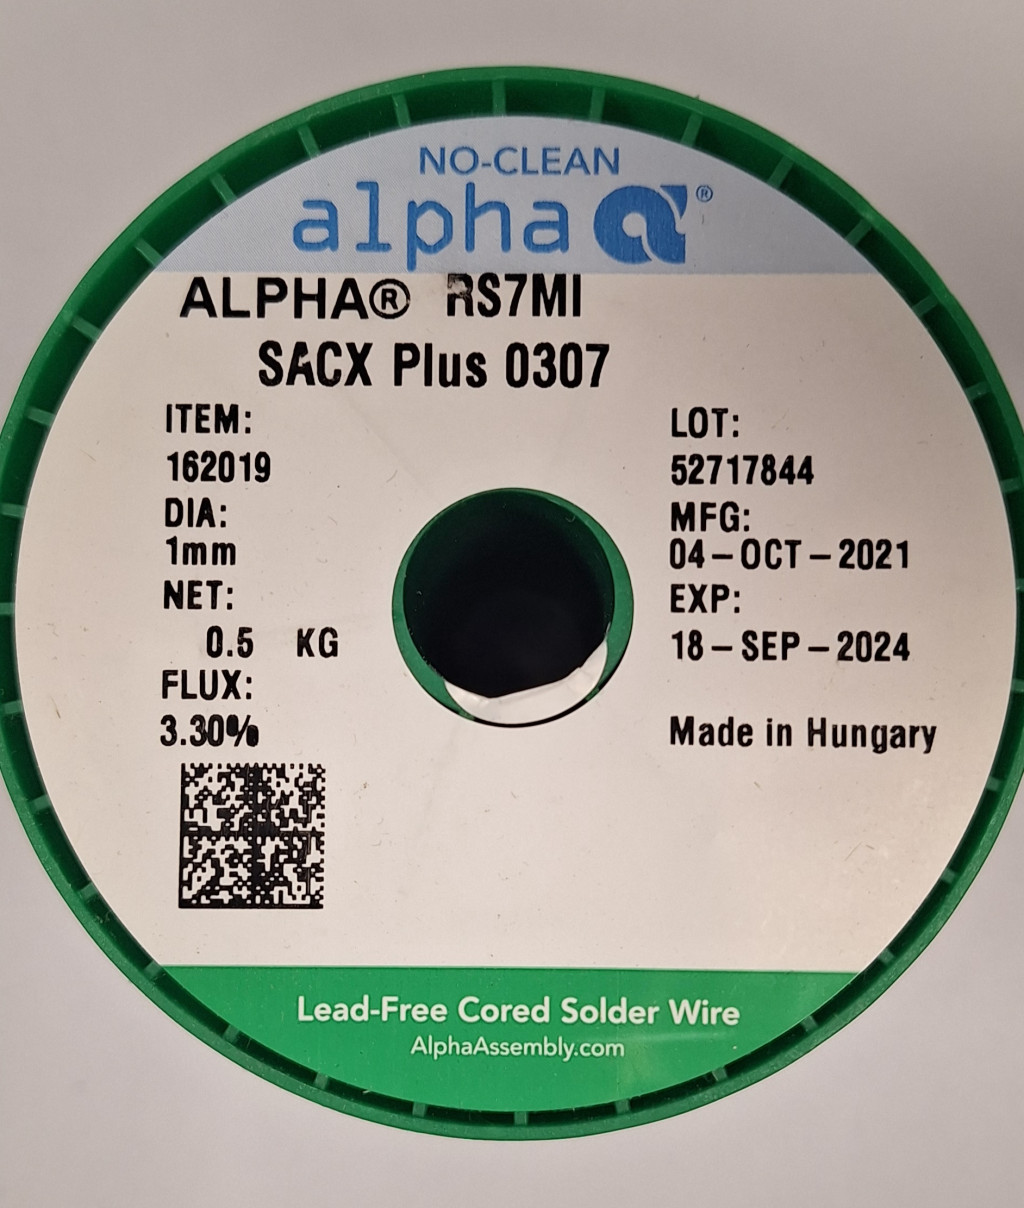 NO-CLEAN
alpha α®
ALPHA® RS7MI
SACX Plus 0307
ITEM:
162019
DIA:
1mm
NET:
0.5 KG
FLUX:
3.30%
LOT:
52717844
MFG:
04-OCT-2021
EXP:
18-SEP-2024
Made in Hungary
Lead-Free Cored Solder Wire
AlphaAssembly.com